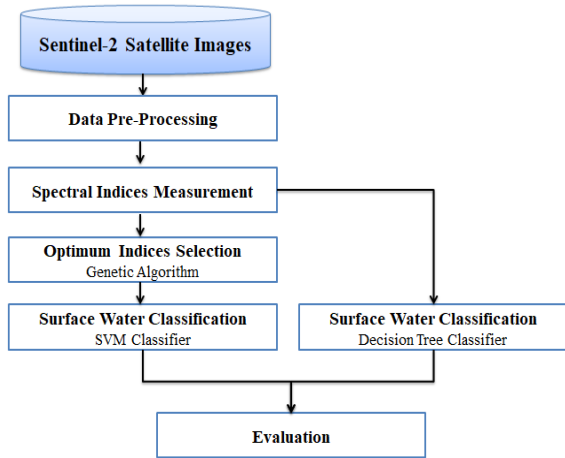 Sentinel-2 Satellite Images
Data Pre-Processing
Spectral Indices Measurement
Optimum Indices Selection
Genetic Algorithm
Surface Water Classification
SVM Classifier
Surface Water Classification
Decision Tree Classifier
Evaluation